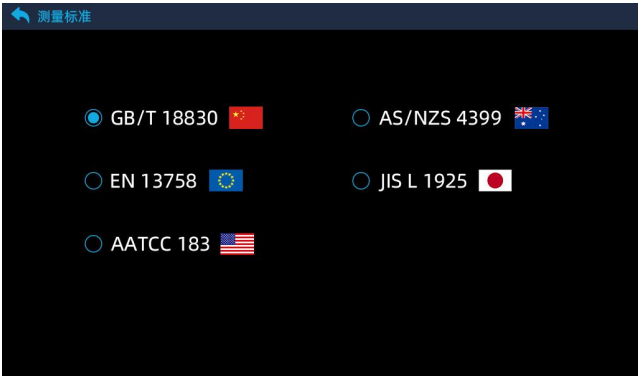 测量标准
GB/T 18830
AS/NZS 4399
EN 13758
JIS L 1925
AATCC 183